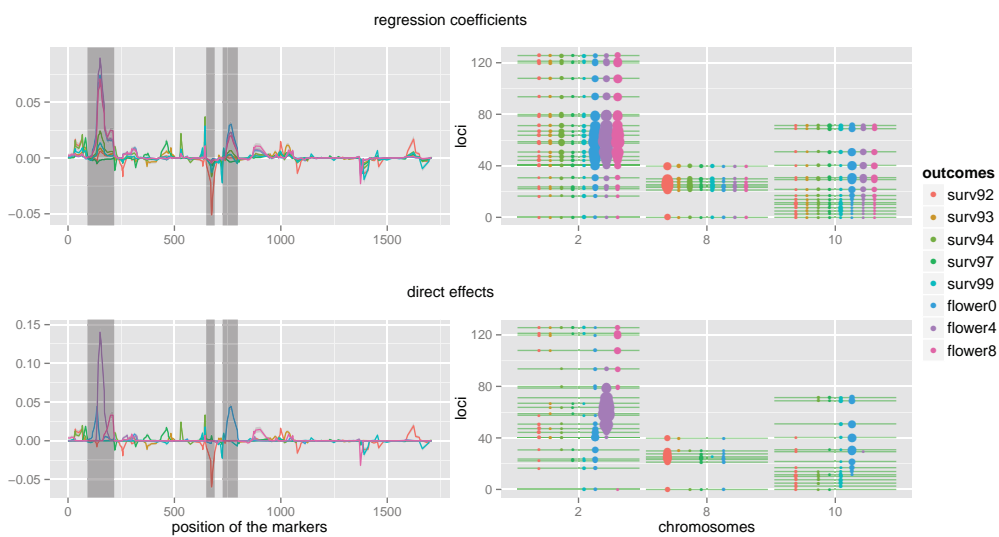 regression coefficients
0.05
0.00
−0.05
0
500
1000
1500
loci
120
80
40
0
2
8
10
outcomes
surv92
surv93
surv94
surv97
surv99
flower0
flower4
flower8
direct effects
0.15
0.10
0.05
0.00
−0.05
0
500
1000
1500
position of the markers
loci
120
80
40
0
2
8
10
chromosomes